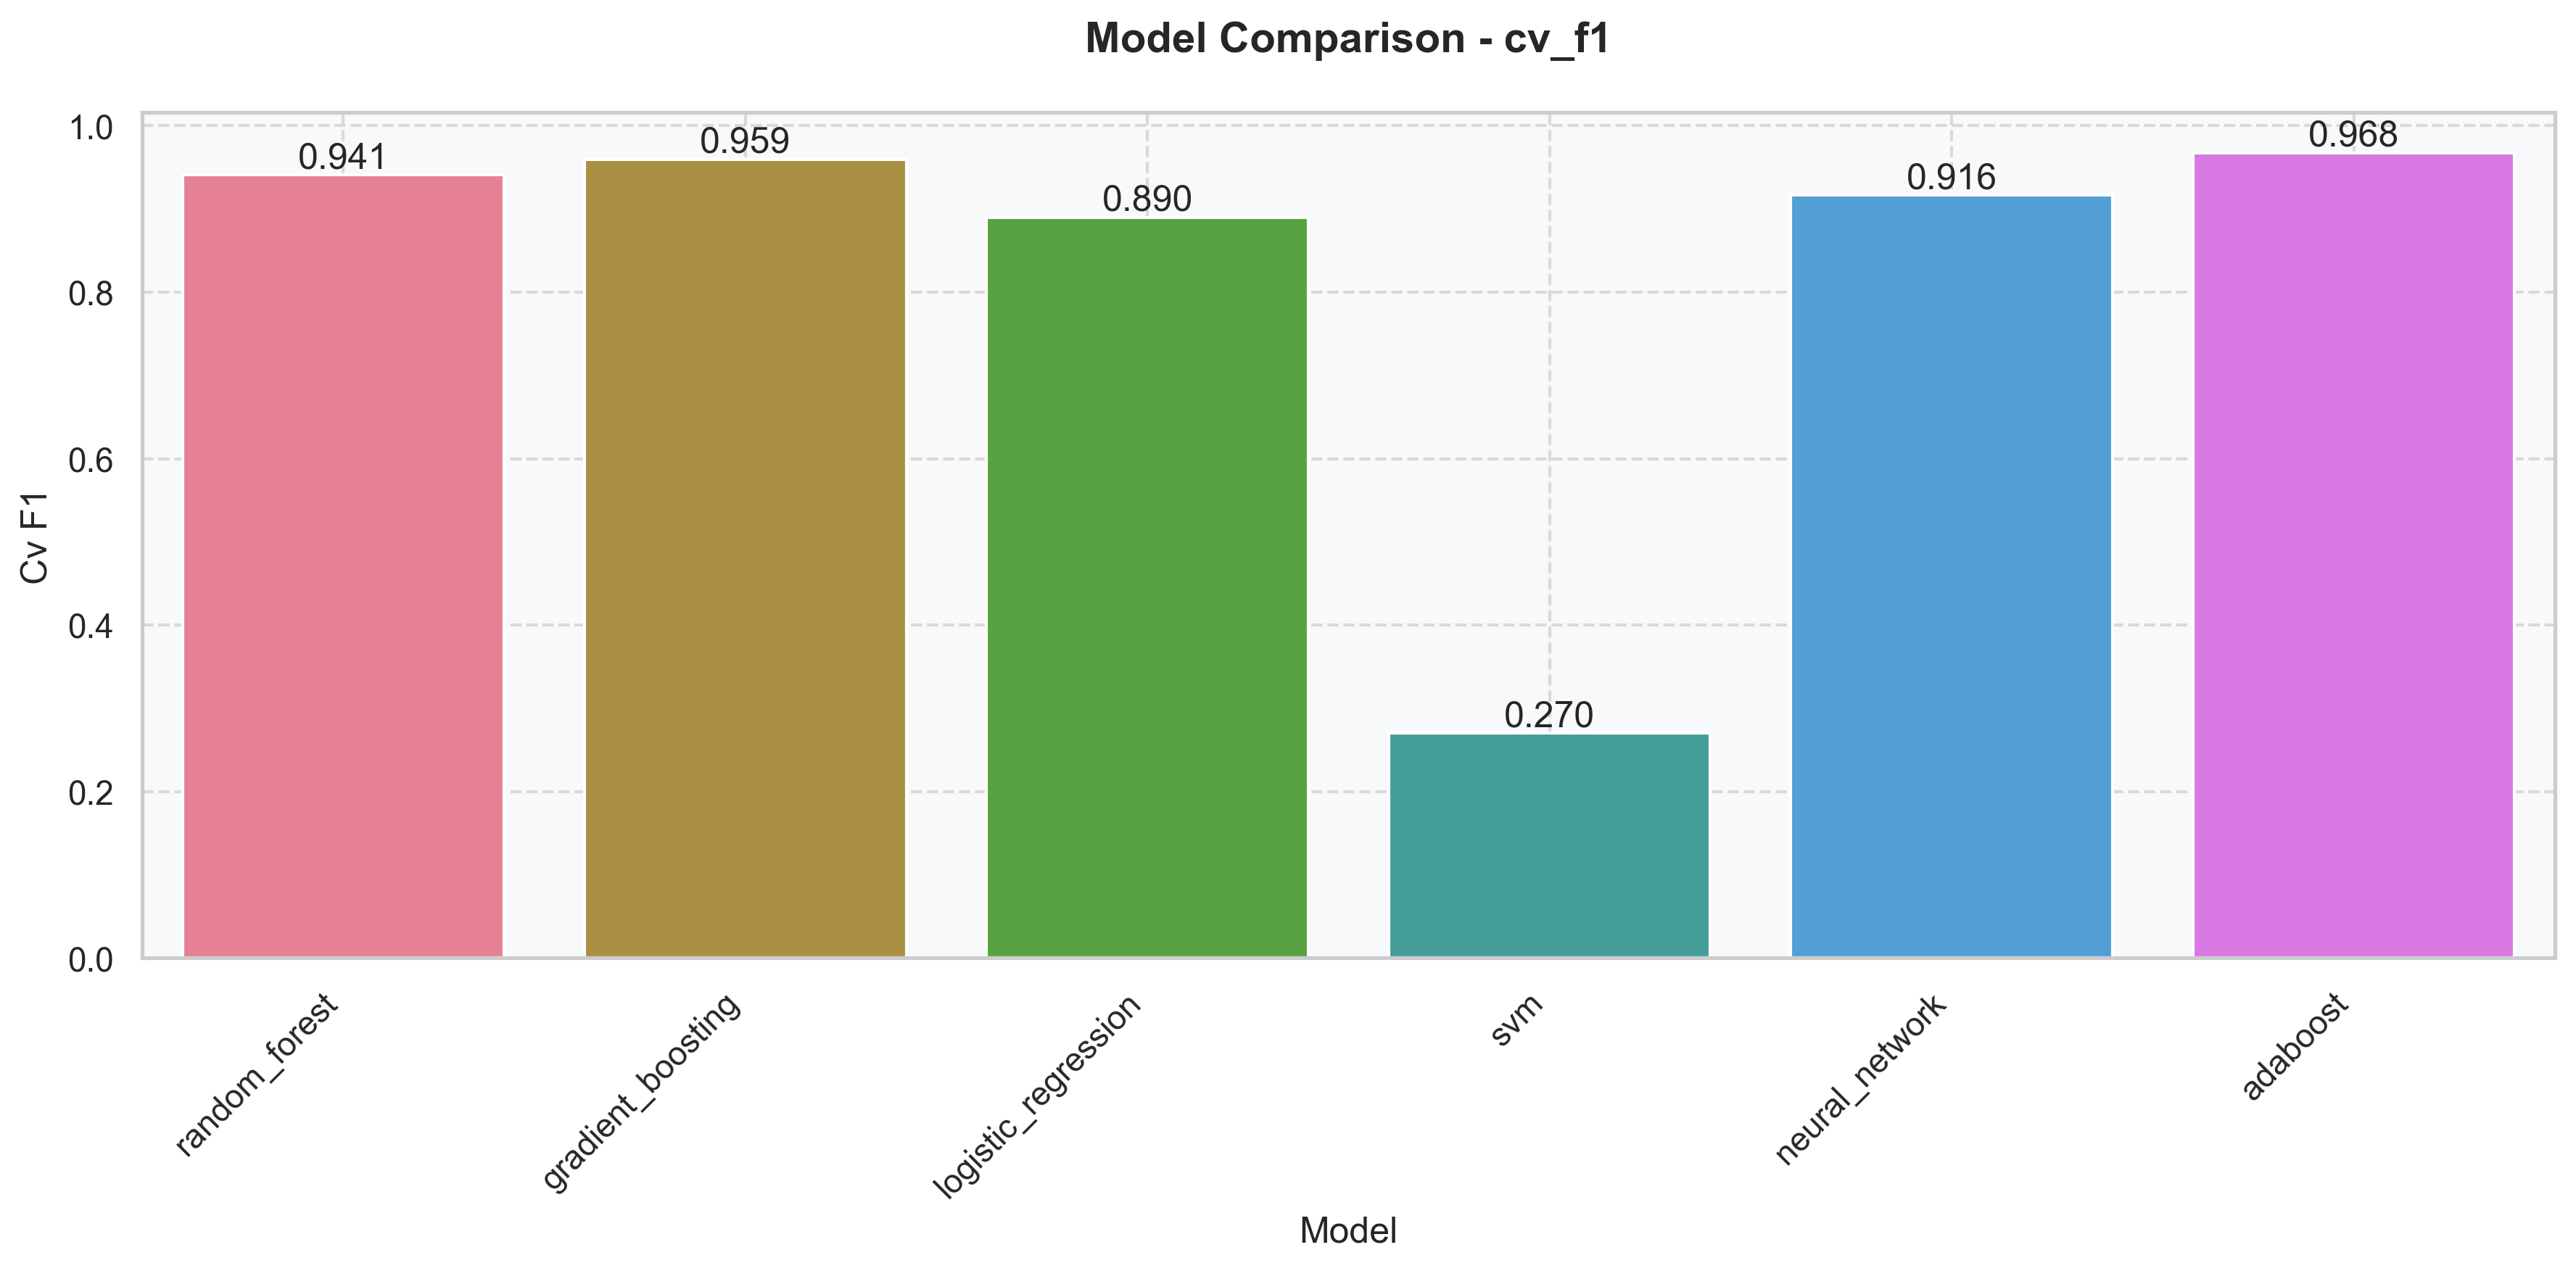 Model Comparison - cv_f1
1.0
0.8
0.6
0.4
0.2
0.0
Cv F1
0.941
0.959
0.890
0.270
0.916
0.968
random_forest
gradient_boosting
logistic_regression
svm
neural_network
adaboost
Model